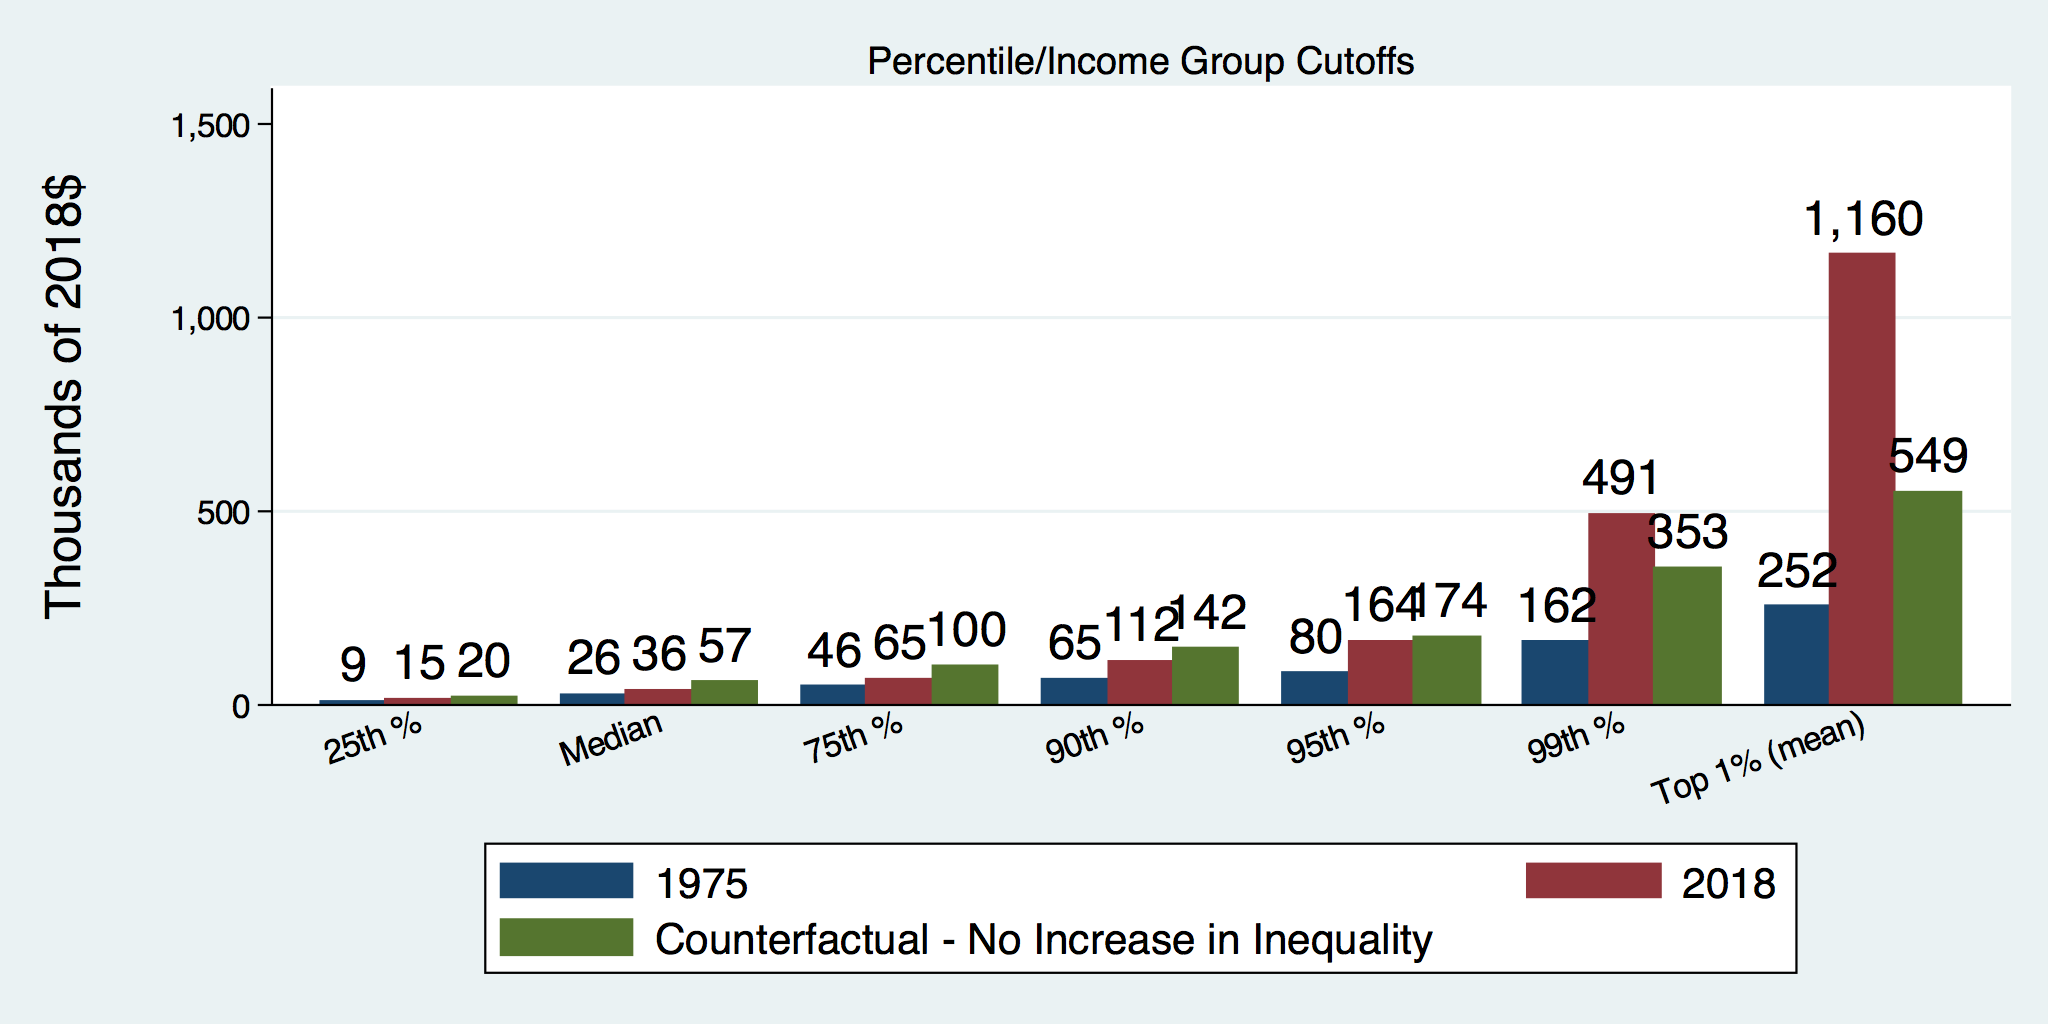 Percentile/Income Group Cutoffs
Thousands of 2018$
1,500
1,000
500
0
9 15 20
26 36 57
46 65 100
65 112 142
80 164 174
162 491 353
252 1,160 549
25th %
Median
75th %
90th %
95th %
99th %
Top 1% (mean)
1975
2018
Counterfactual - No Increase in Inequality